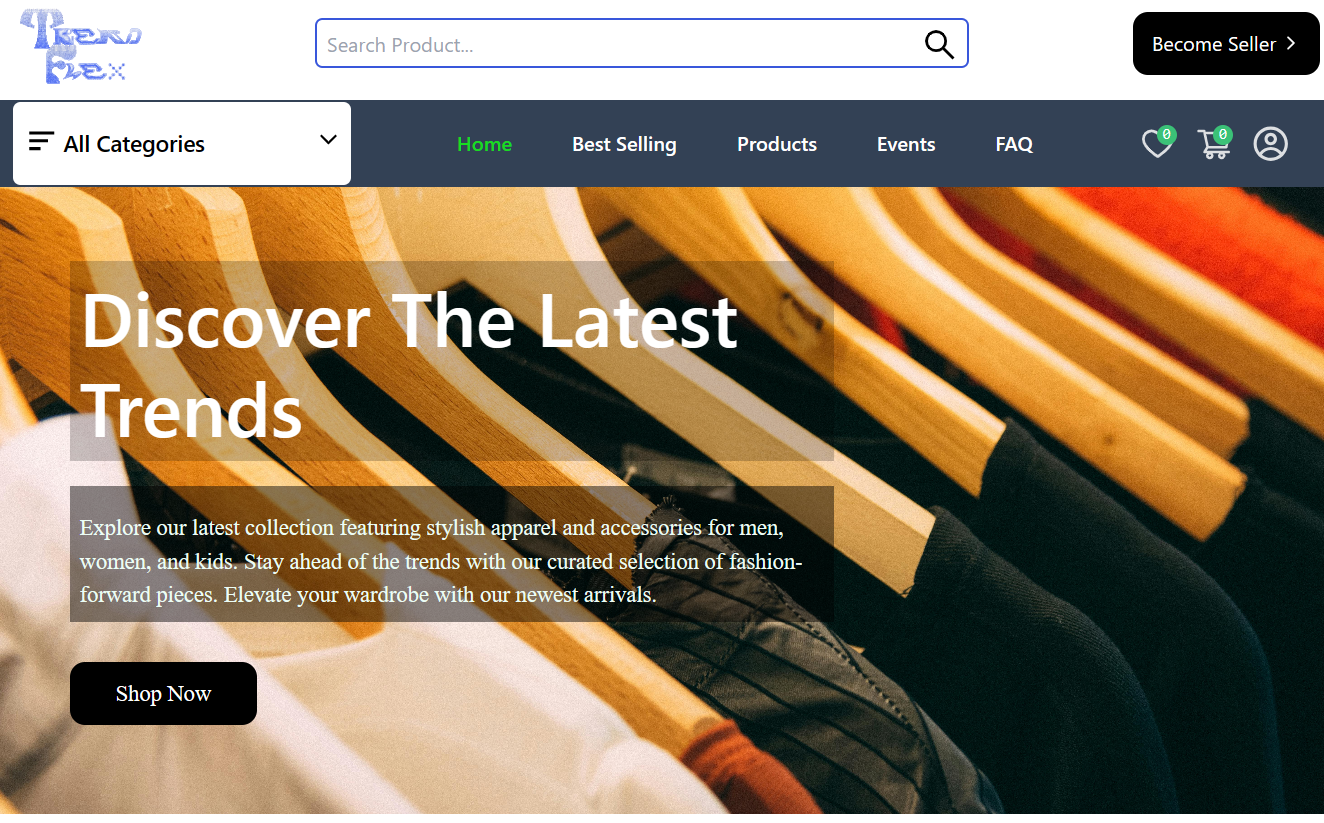 Trend
Flex
Search Product...
Become Seller
All Categories
Home
Best Selling
Products
Events
FAQ
0
0
Discover The Latest
Trends
Explore our latest collection featuring stylish apparel and accessories for men,
women, and kids. Stay ahead of the trends with our curated selection of fashion-
forward pieces. Elevate your wardrobe with our newest arrivals.
Shop Now